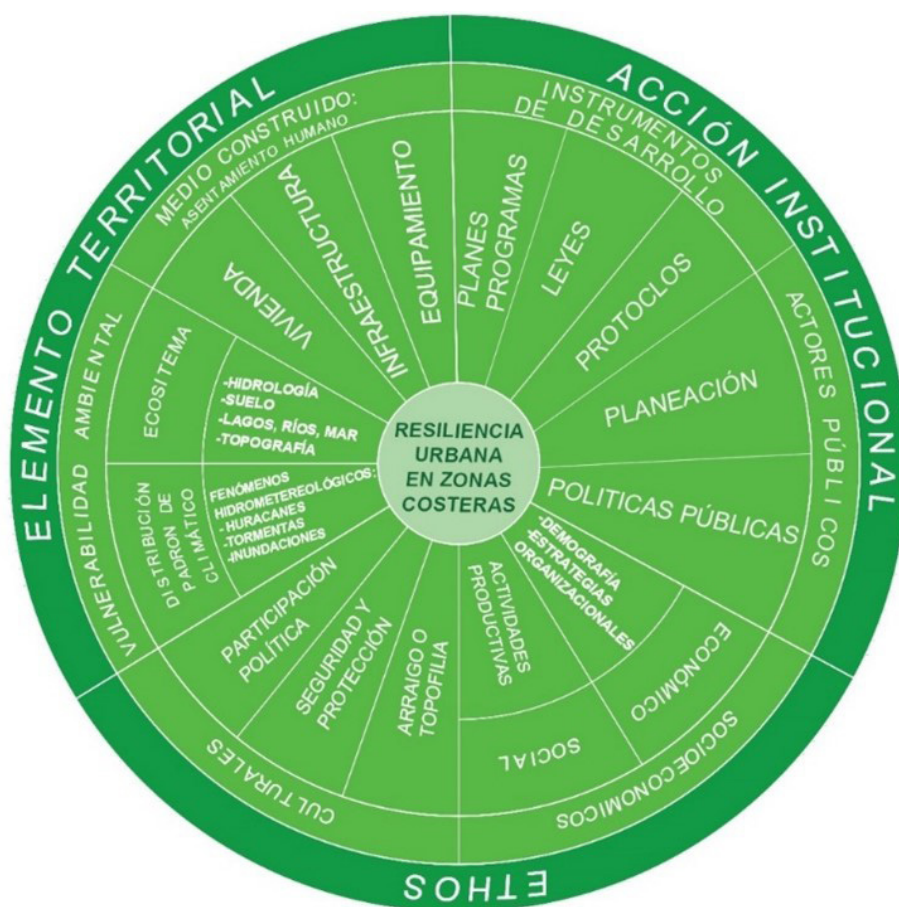 RESILIENCIA
URBANA
EN ZONAS
COSTERAS
ELEMENTO TERRITORIAL
MEDIO CONSTRUIDO:
ASENTAMIENTO HUMANO
VIVIENDA
INFRAESTRUCTURA
EQUIPAMIENTO
VULNERABILIDAD AMBIENTAL
ECOSITEMA
-HIDROLOGÍA
-SUELO
-LAGOS, RÍOS, MAR
-TOPOGRAFÍA
DISTRIBUCIÓN
DE PADRON
CLIMÁTICO
FENÓMENOS
HIDROMETEREOLÓGICOS:
- HURACANES
-TORMENTAS
-INUNDACIONES
ACCIÓN INSTITUCIONAL
INSTRUMENTOS
DE DESARROLLO
PLANES
PROGRAMAS
LEYES
PROTOCLOS
ACTORES PÚBLICOS
PLANEACIÓN
POLITICAS PÚBLICAS
ETHOS
CULTURALES
PARTICIPACIÓN
POLÍTICA
SEGURIDAD Y
PROTECCIÓN
ARRAIGO O
TOPOFILIA
SOCIOECONOMICOS
SOCIAL
ACTIVIDADES
PRODUCTIVAS
ECONÓMICO
-DEMOGRAFÍA
-ESTRATEGIAS
ORGANIZACIONALES